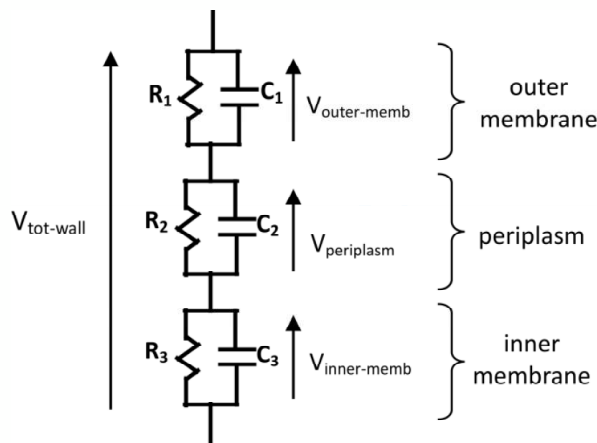 R1
C1
Vouter-memb
outer
membrane
Vtot-wall
R2
C2
Vperiplasm
periplasm
R3
C3
Vinner-memb
inner
membrane